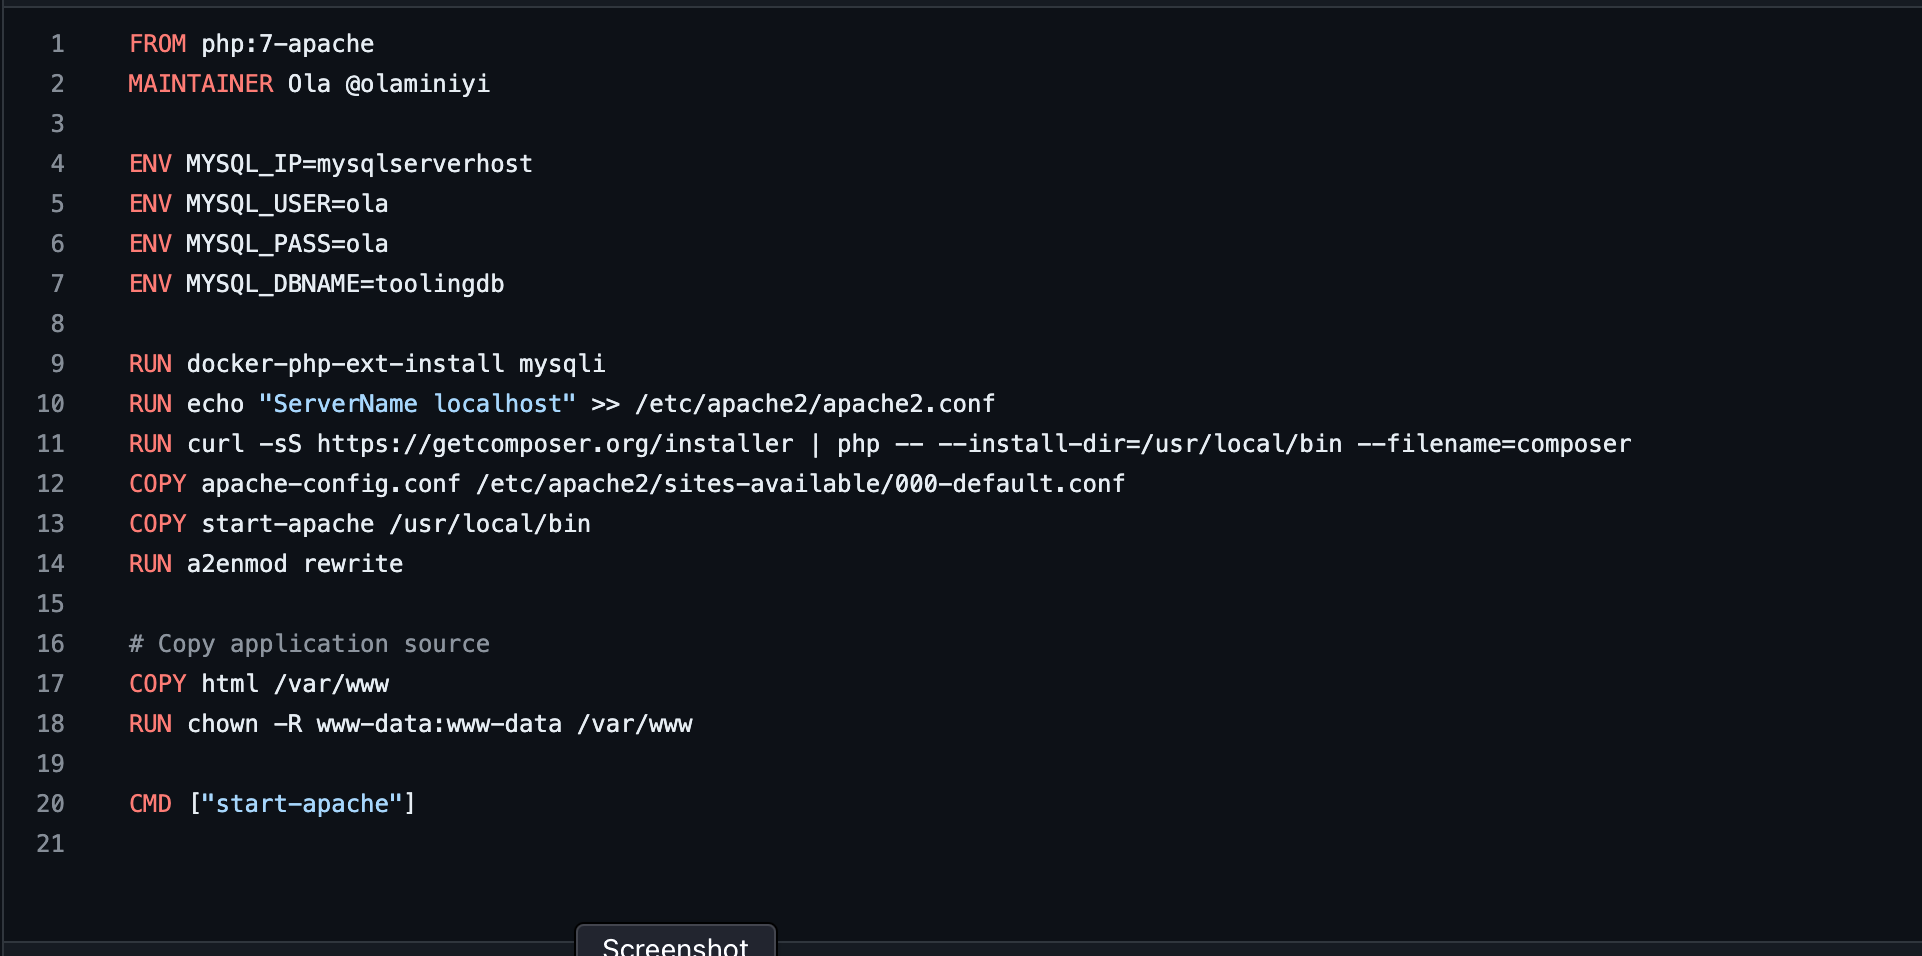 1 FROM php:7-apache
2 MAINTAINER Ola @olaminiyi
3
4 ENV MYSQL_IP=mysqlserverhost
5 ENV MYSQL_USER=ola
6 ENV MYSQL_PASS=ola
7 ENV MYSQL_DBNAME=toolingdb
8
9 RUN docker-php-ext-install mysqli
10 RUN echo "ServerName localhost" >> /etc/apache2/apache2.conf
11 RUN curl -sS https://getcomposer.org/installer | php -- --install-dir=/usr/local/bin --filename=composer
12 COPY apache-config.conf /etc/apache2/sites-available/000-default.conf
13 COPY start-apache /usr/local/bin
14 RUN a2enmod rewrite
15
16 # Copy application source
17 COPY html /var/www
18 RUN chown -R www-data:www-data /var/www
19
20 CMD ["start-apache"]
21
Screenshot